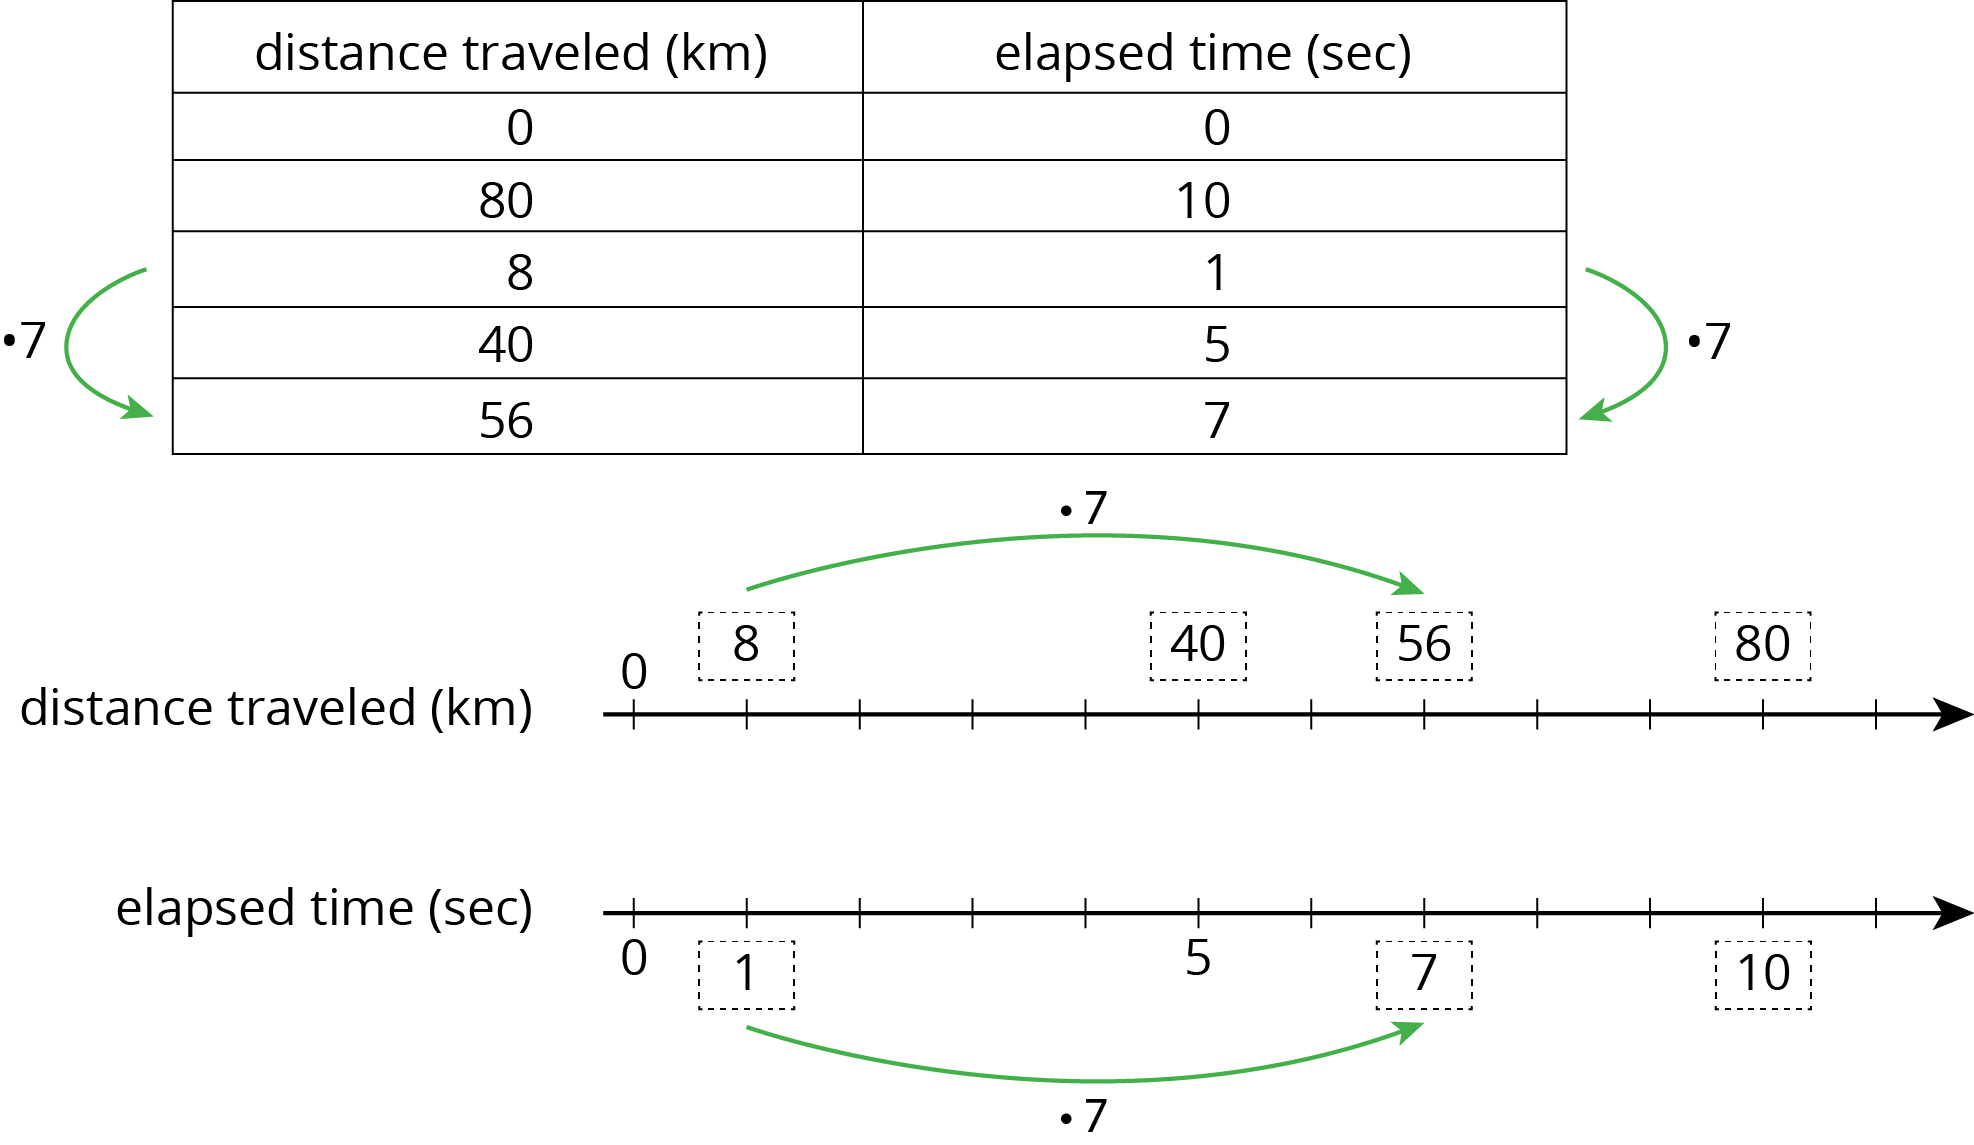 distance traveled (km) elapsed time (sec)
0 0
80 10
8 1
•7 •7
40 5
56 7
• 7
8 40 56 80
0
distance traveled (km)
elapsed time (sec)
0 5
1 7 10
• 7